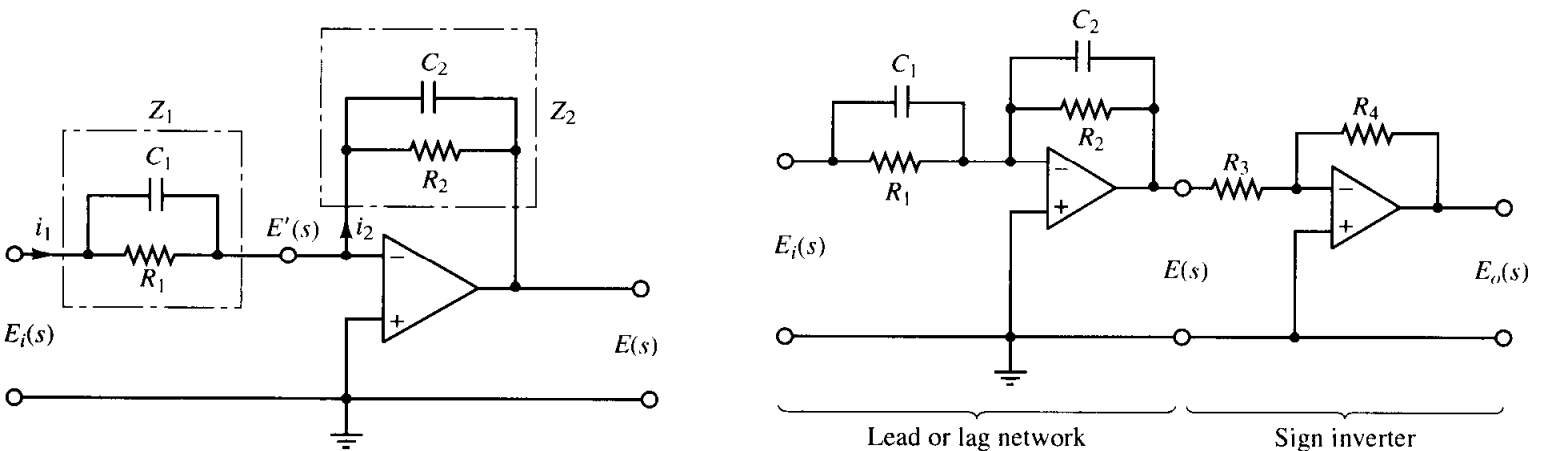 C₂
Z₁
Z₂
C₁
R₂
i₁
E'(s)
i₂
R₁
−
+
Eᵢ(s)
E(s)
C₂
C₁
R₂
R₄
R₁
−
+
R₃
−
+
Eᵢ(s)
E(s)
Eₒ(s)
Lead or lag network
Sign inverter